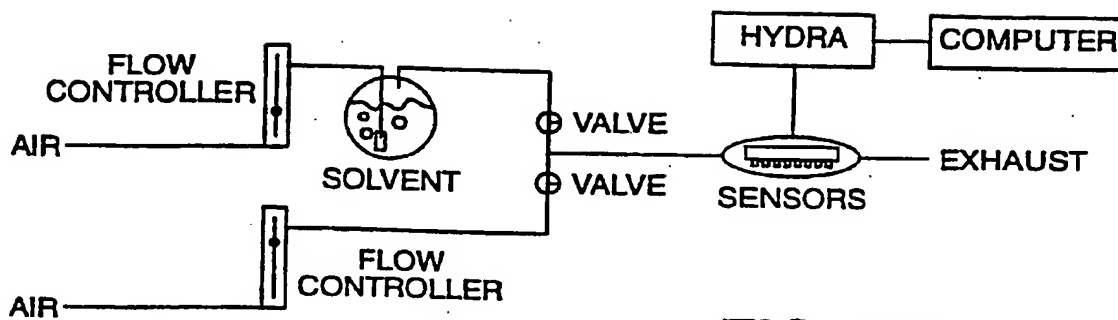 HYDRA
COMPUTER
FLOW
CONTROLLER
AIR
SOLVENT
VALVE
VALVE
SENSORS
EXHAUST
FLOW
CONTROLLER
AIR